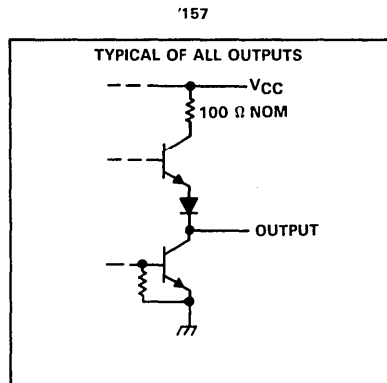 '157
TYPICAL OF ALL OUTPUTS
VCC
100 Ω NOM
OUTPUT